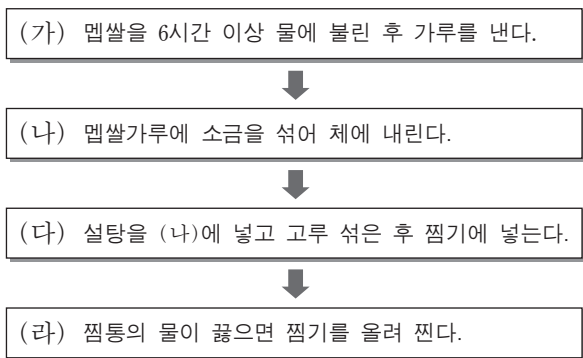 (가) 멥쌀을 6시간 이상 물에 불린 후 가루를 낸다.
(나) 멥쌀가루에 소금을 섞어 체에 내린다.
(다) 설탕을 (나)에 넣고 고루 섞은 후 찜기에 넣는다.
(라) 찜통의 물이 끓으면 찜기를 올려 찐다.